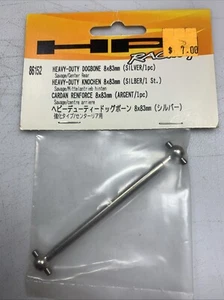 HPI
RACING
$ 7.00
86152
HEAVY-DUTY DOGBONE 8x83mm (SILVER/1pc)
Savage/Center Rear
HEAVY-DUTY KNOCHEN 8x83mm (SILBER/1 St.)
Savage/Mittelantrieb hinten
CARDAN RENFORCE 8x83mm (ARGENT/1pc)
Savage/Centre arriere
ヘビーデューティードッグボーン 8x83mm (シルバー)
強化タイプ/センターリア用